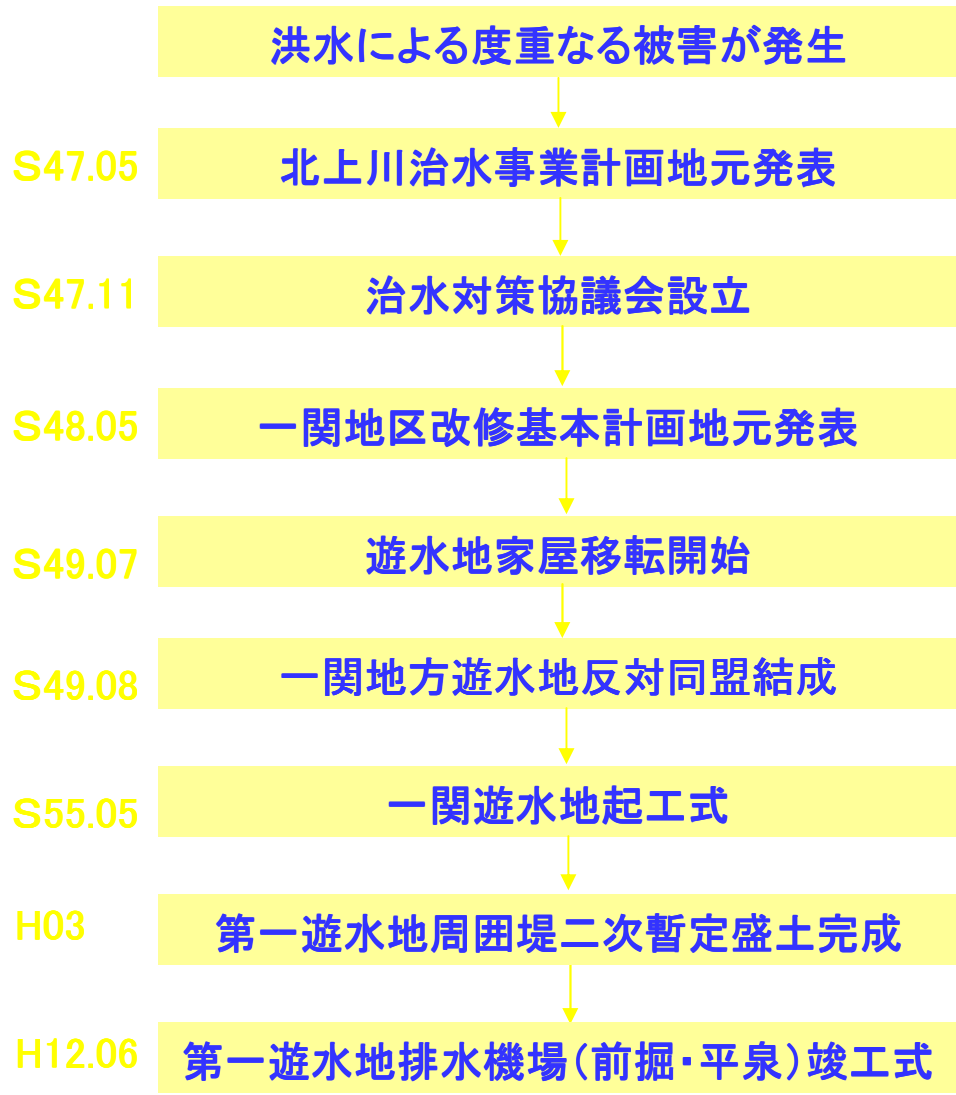 洪水による度重なる被害が発生
S47.05 北上川治水事業計画地元発表
S47.11 治水対策協議会設立
S48.05 一関地区改修基本計画地元発表
S49.07 遊水地家屋移転開始
S49.08 一関地方遊水地反対同盟結成
S55.05 一関遊水地起工式
H03 第一遊水地周囲堤二次暫定盛土完成
H12.06 第一遊水地排水機場(前掘・平泉)竣工式